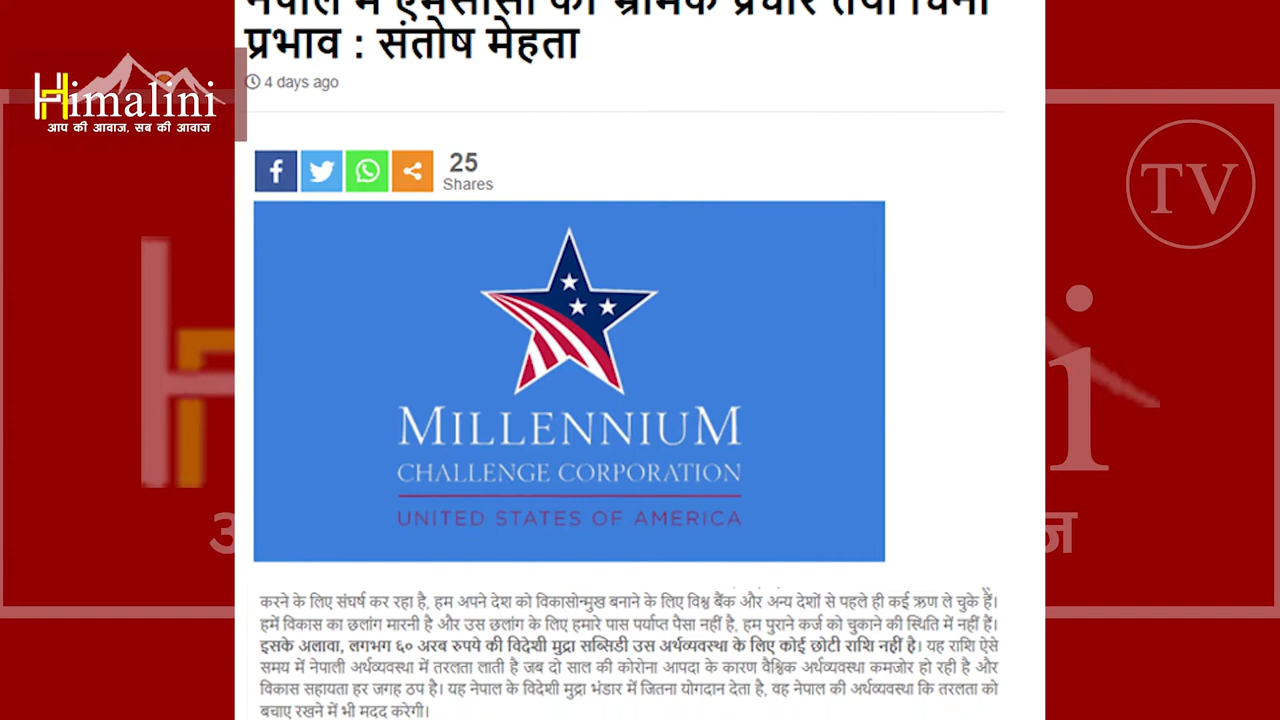 नेपाल में एमसीसी का भ्रामक प्रचार तथा चिनी
प्रभाव : संतोष मेहता
4 days ago
Himalini
आप की आवाज, सब की आवाज
TV
25
Shares
MILLENNIUM
CHALLENGE CORPORATION
UNITED STATES OF AMERICA
करने के लिए संघर्ष कर रहा है, हम अपने देश को विकासोन्मुख बनाने के लिए विश्व बैंक और अन्य देशों से पहले ही कई ऋण ले चुके हैं।
हमें विकास का छलांग मारनी है और उस छलांग के लिए हमारे पास पर्याप्त पैसा नहीं है, हम पुराने कर्ज को चुकाने की स्थिति में नहीं हैं।
इसके अलावा, लगभग ६० अरब रुपये की विदेशी मुद्रा सब्सिडी उस अर्थव्यवस्था के लिए कोई छोटी राशि नहीं है। यह राशि ऐसे
समय में नेपाली अर्थव्यवस्था में तरलता लाती है जब दो साल की कोरोना आपदा के कारण वैश्विक अर्थव्यवस्था कमजोर हो रही है और
विकास सहायता हर जगह ठप है। यह नेपाल के विदेशी मुद्रा भंडार में जितना योगदान देता है, वह नेपाल की अर्थव्यवस्था कि तरलता को
बचाए रखने में भी मदद करेगी।